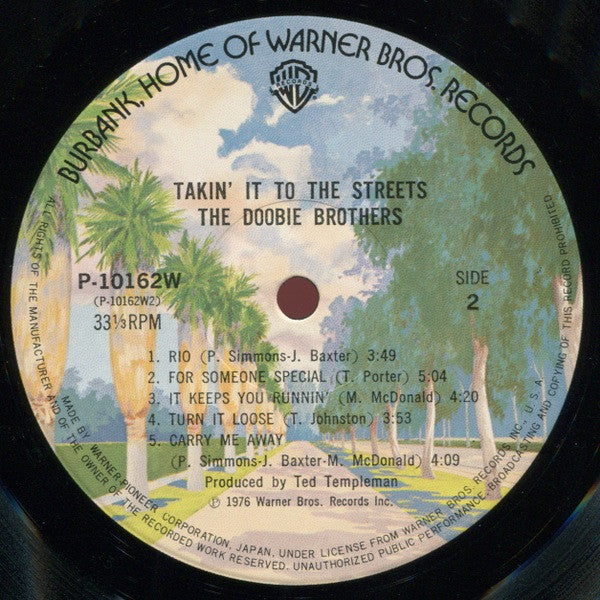 BURBANK, HOME OF WARNER BROS. RECORDS
RECORDS
TAKIN' IT TO THE STREETS
THE DOOBIE BROTHERS
P-10162W
(P-10162W2)
33⅓RPM
SIDE
2
1. RIO (P. Simmons-J. Baxter) 3:49
2. FOR SOMEONE SPECIAL (T. Porter) 5:04
3. IT KEEPS YOU RUNNIN' (M. McDonald) 4:20
4. TURN IT LOOSE (T. Johnston) 3:53
5. CARRY ME AWAY
(P. Simmons-J. Baxter-M. McDonald) 4:09
Produced by Ted Templeman
℗ 1976 Warner Bros. Records Inc.
MADE BY WARNER-PIONEER CORPORATION, JAPAN, UNDER LICENSE FROM WARNER BROS. RECORDS INC., U.S.A.
ALL RIGHTS OF THE MANUFACTURER AND OF THE OWNER OF THE RECORDED WORK RESERVED. UNAUTHORIZED PUBLIC PERFORMANCE, BROADCASTING AND COPYING OF THIS RECORD PROHIBITED